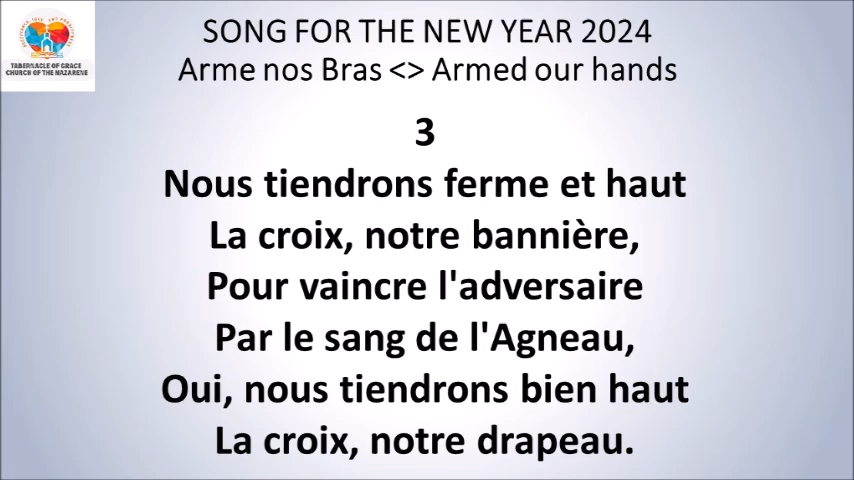 SONG FOR THE NEW YEAR 2024
Arme nos Bras <> Armed our hands
TABERNACLE OF GRACE
CHURCH OF THE NAZARENE
3
Nous tiendrons ferme et haut
La croix, notre bannière,
Pour vaincre l'adversaire
Par le sang de l'Agneau,
Oui, nous tiendrons bien haut
La croix, notre drapeau.